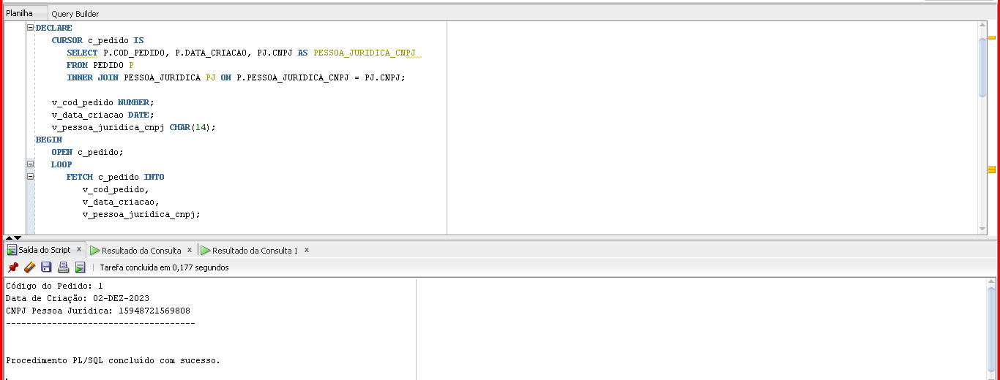 Planilha
Query Builder
DECLARE
CURSOR c_pedido IS
SELECT P.COD_PEDIDO, P.DATA_CRIACAO, PJ.CNPJ AS PESSOA_JURIDICA_CNPJ
FROM PEDIDO P
INNER JOIN PESSOA_JURIDICA PJ ON P.PESSOA_JURIDICA_CNPJ = PJ.CNPJ;
v_cod_pedido NUMBER;
v_data_criacao DATE;
v_pessoa_juridica_cnpj CHAR(14);
BEGIN
OPEN c_pedido;
LOOP
FETCH c_pedido INTO
v_cod_pedido,
v_data_criacao,
v_pessoa_juridica_cnpj;
Saída do Script x
Resultado da Consulta x
Resultado da Consulta 1 x
Tarefa concluída em 0,177 segundos
Código do Pedido: 1
Data de Criação: 02-DEZ-2023
CNPJ Pessoa Jurídica: 15948721569808
-------------------------------------
Procedimento PL/SQL concluído com sucesso.